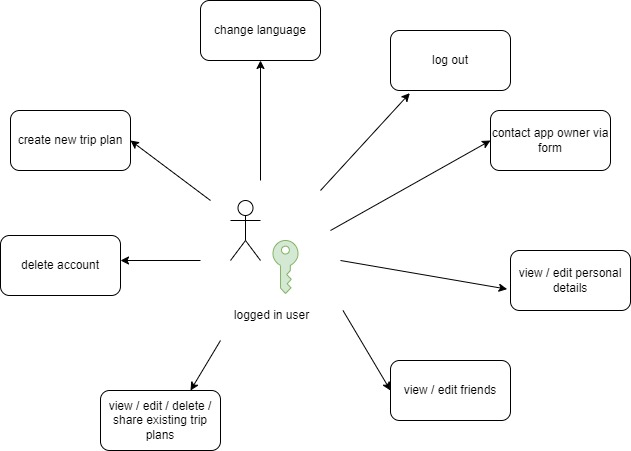 change language
log out
create new trip plan
contact app owner via
form
delete account
view / edit personal
details
logged in user
view / edit friends
view / edit / delete /
share existing trip
plans